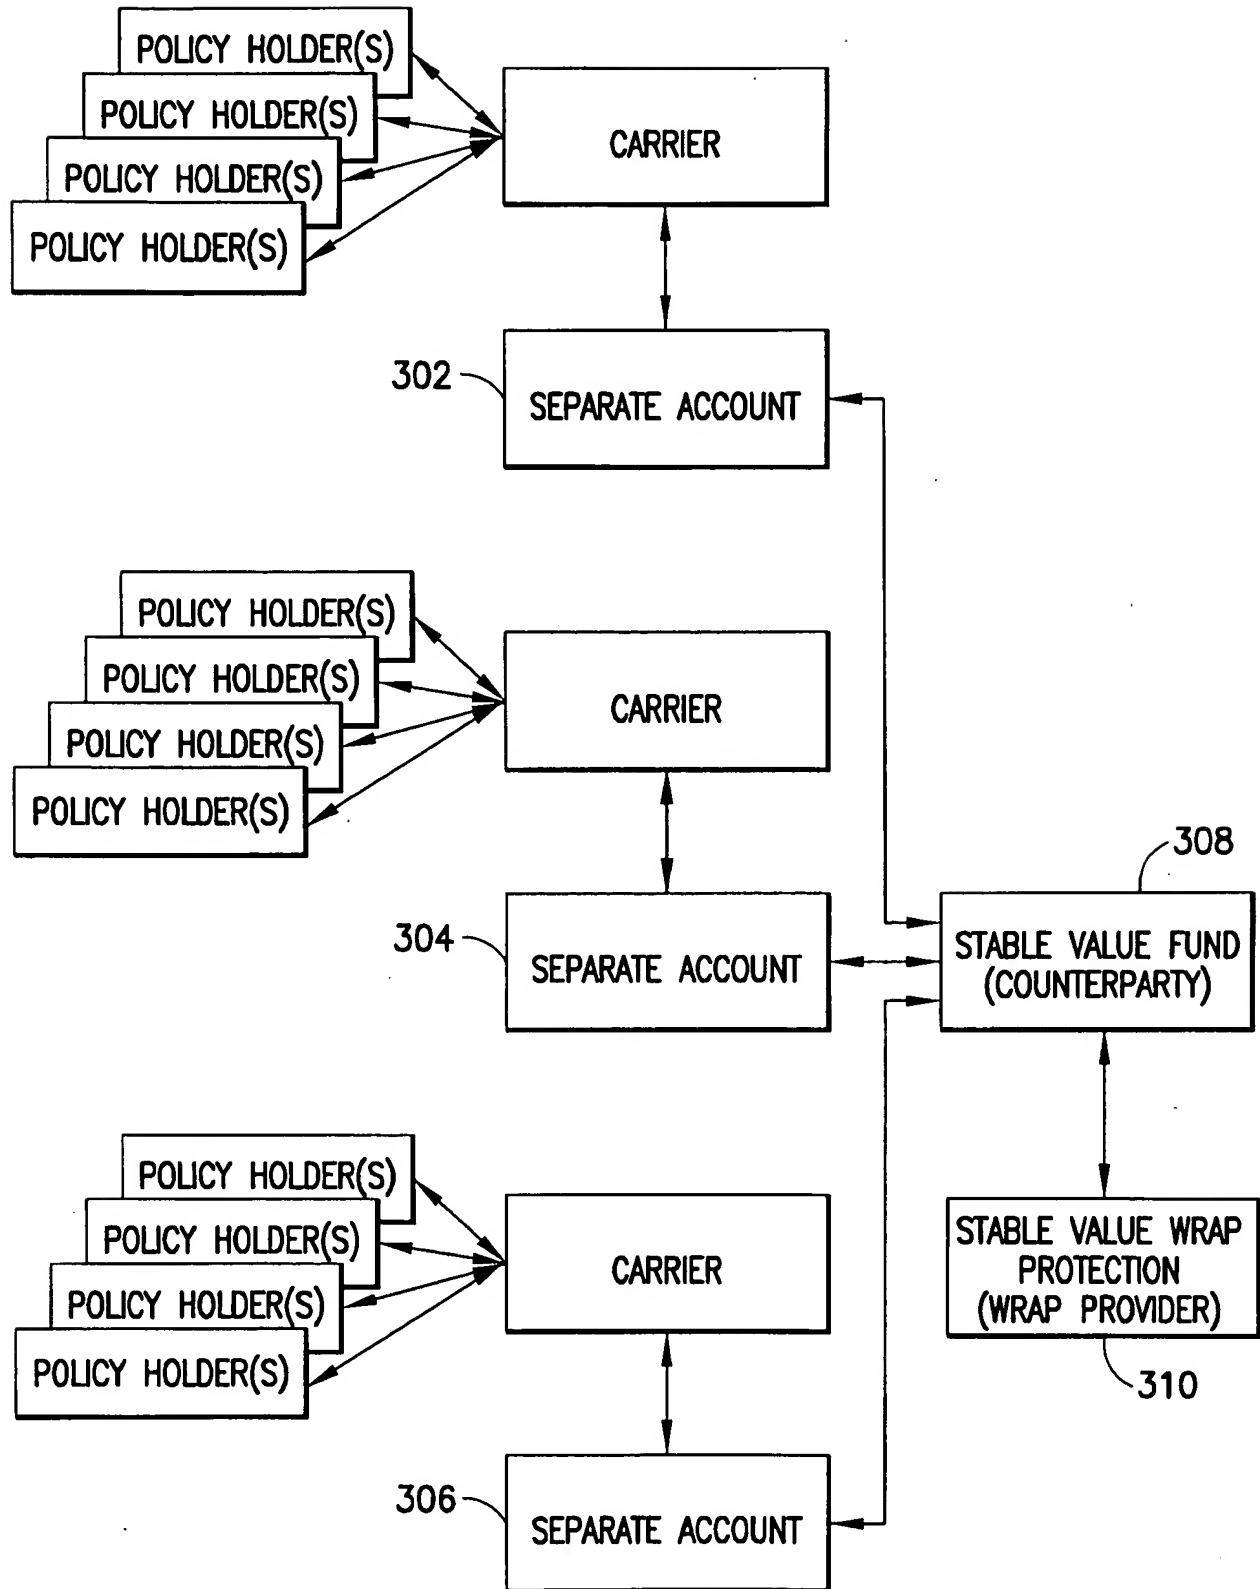 POLICY HOLDER(S)
POLICY HOLDER(S)
POLICY HOLDER(S)
POLICY HOLDER(S)
CARRIER
302
SEPARATE ACCOUNT
POLICY HOLDER(S)
POLICY HOLDER(S)
POLICY HOLDER(S)
POLICY HOLDER(S)
CARRIER
304
SEPARATE ACCOUNT
308
STABLE VALUE FUND
(COUNTERPARTY)
POLICY HOLDER(S)
POLICY HOLDER(S)
POLICY HOLDER(S)
POLICY HOLDER(S)
CARRIER
STABLE VALUE WRAP
PROTECTION
(WRAP PROVIDER)
310
306
SEPARATE ACCOUNT